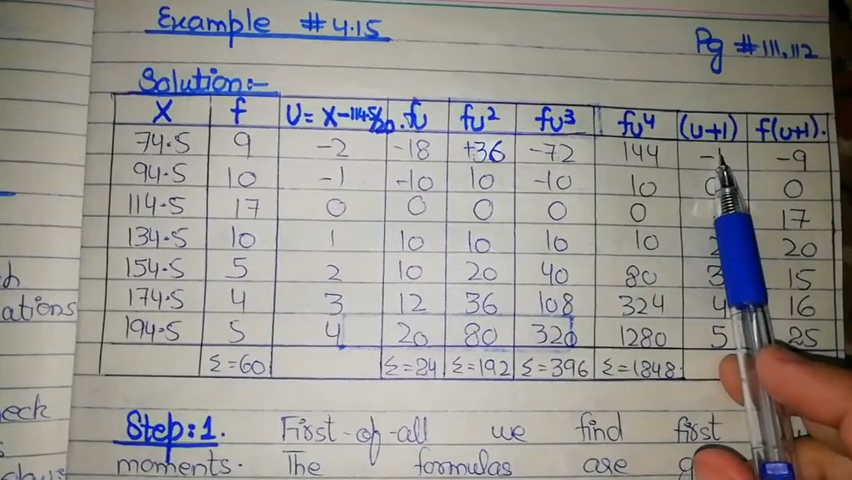 Example #4.15
Pg #111,112
Solution:-
X f U= X-114.5/20. fu fu² fu³ fu⁴ (u+1) f(u+1).
74.5 9 -2 -18 +36 -72 144 -1 -9
94.5 10 -1 -10 10 -10 10 0 0
114.5 17 0 0 0 0 0 17
134.5 10 1 10 10 10 10 2 20
154.5 5 2 10 20 40 80 3 15
174.5 4 3 12 36 108 324 4 16
194.5 5 4 20 80 320 1280 5 25
Σ=60 Σ=24 Σ=192 Σ=396 Σ=1848.
ations
eck
Step:1. First-of-all we find first
moments. The formulas are